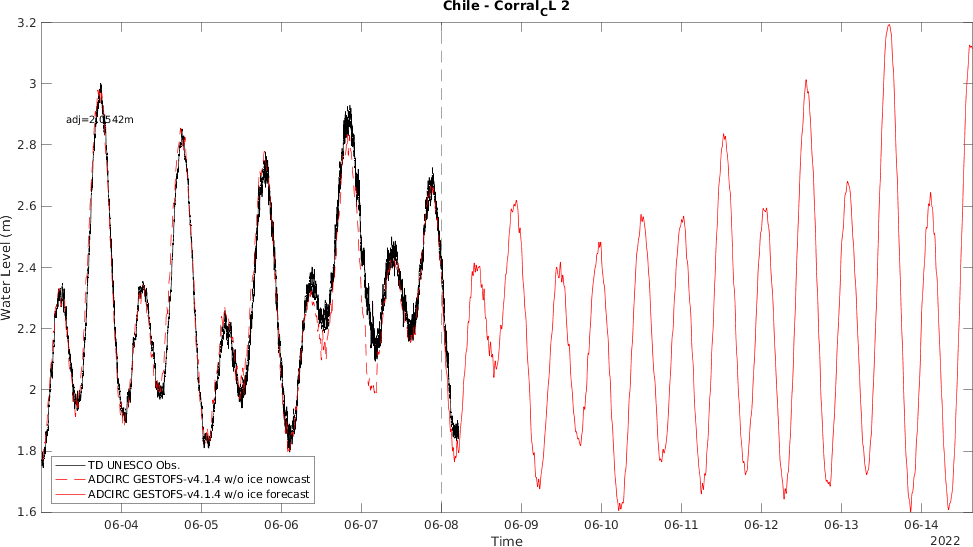 Chile - Corral_CL 2
3.2
3
2.8
2.6
2.4
2.2
2
1.8
1.6
Water Level (m)
adj=2.0542m
TD UNESCO Obs.
ADCIRC GESTOFS-v4.1.4 w/o ice nowcast
ADCIRC GESTOFS-v4.1.4 w/o ice forecast
06-04 06-05 06-06 06-07 06-08 06-09 06-10 06-11 06-12 06-13 06-14
Time
2022